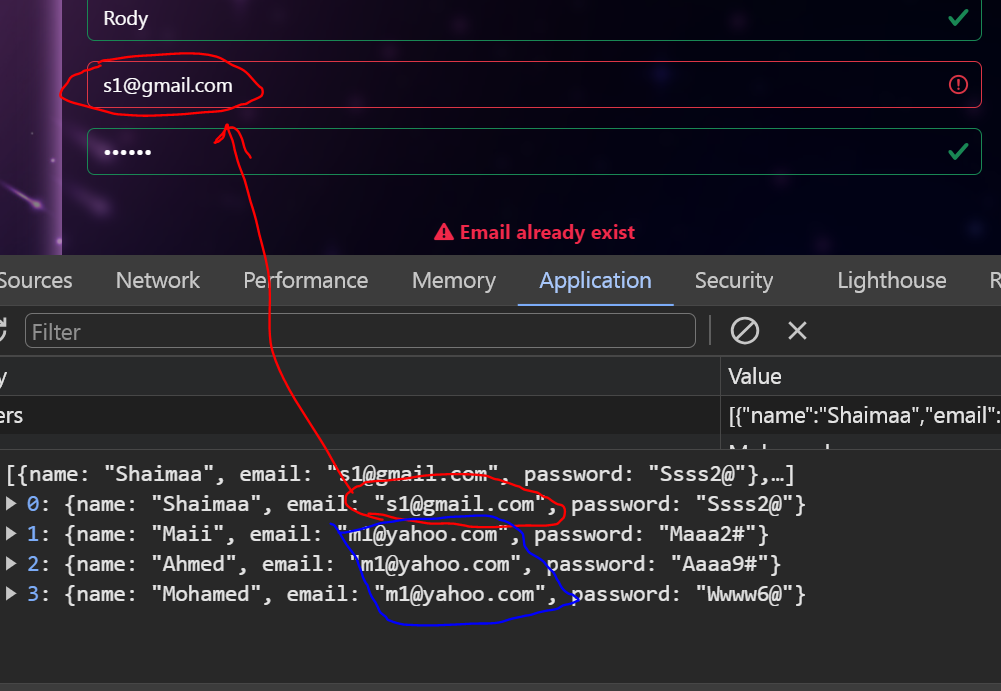 Rody
s1@gmail.com
••••••
Email already exist
Sources Network Performance Memory Application Security Lighthouse R
Filter
y Value
ers [{"name":"Shaimaa","email":
[{name: "Shaimaa", email: "s1@gmail.com", password: "Ssss2@"},…]
0: {name: "Shaimaa", email: "s1@gmail.com", password: "Ssss2@"}
1: {name: "Maii", email: "m1@yahoo.com", password: "Maaa2#"}
2: {name: "Ahmed", email: "m1@yahoo.com", password: "Aaaa9#"}
3: {name: "Mohamed", email: "m1@yahoo.com", password: "Wwww6@"}